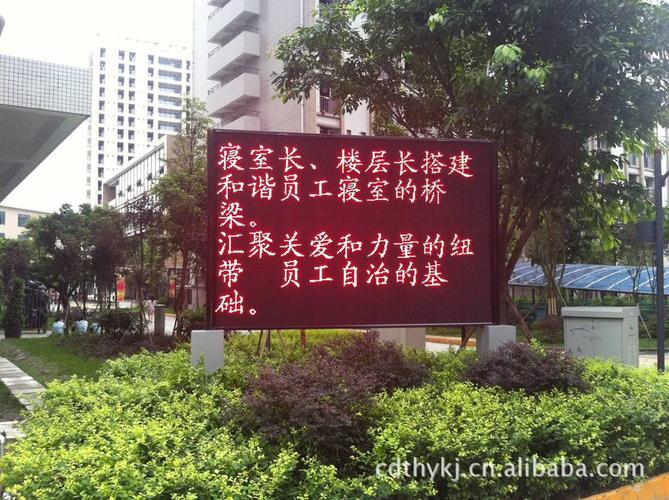 寝室长、楼层长搭建
和谐员工寝室的桥
梁。
汇聚关爱和力量的纽
带　员工自治的基
础。
cdthykj.cn.alibaba.com